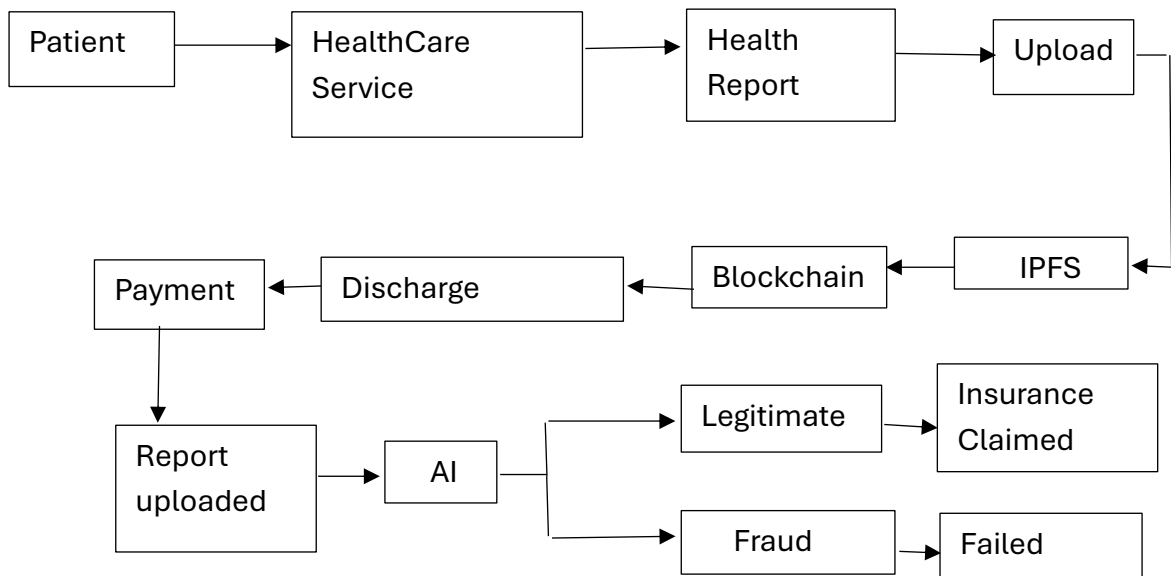 Patient
HealthCare
Service
Health
Report
Upload
IPFS
Blockchain
Discharge
Payment
Report
uploaded
AI
Legitimate
Insurance
Claimed
Fraud
Failed